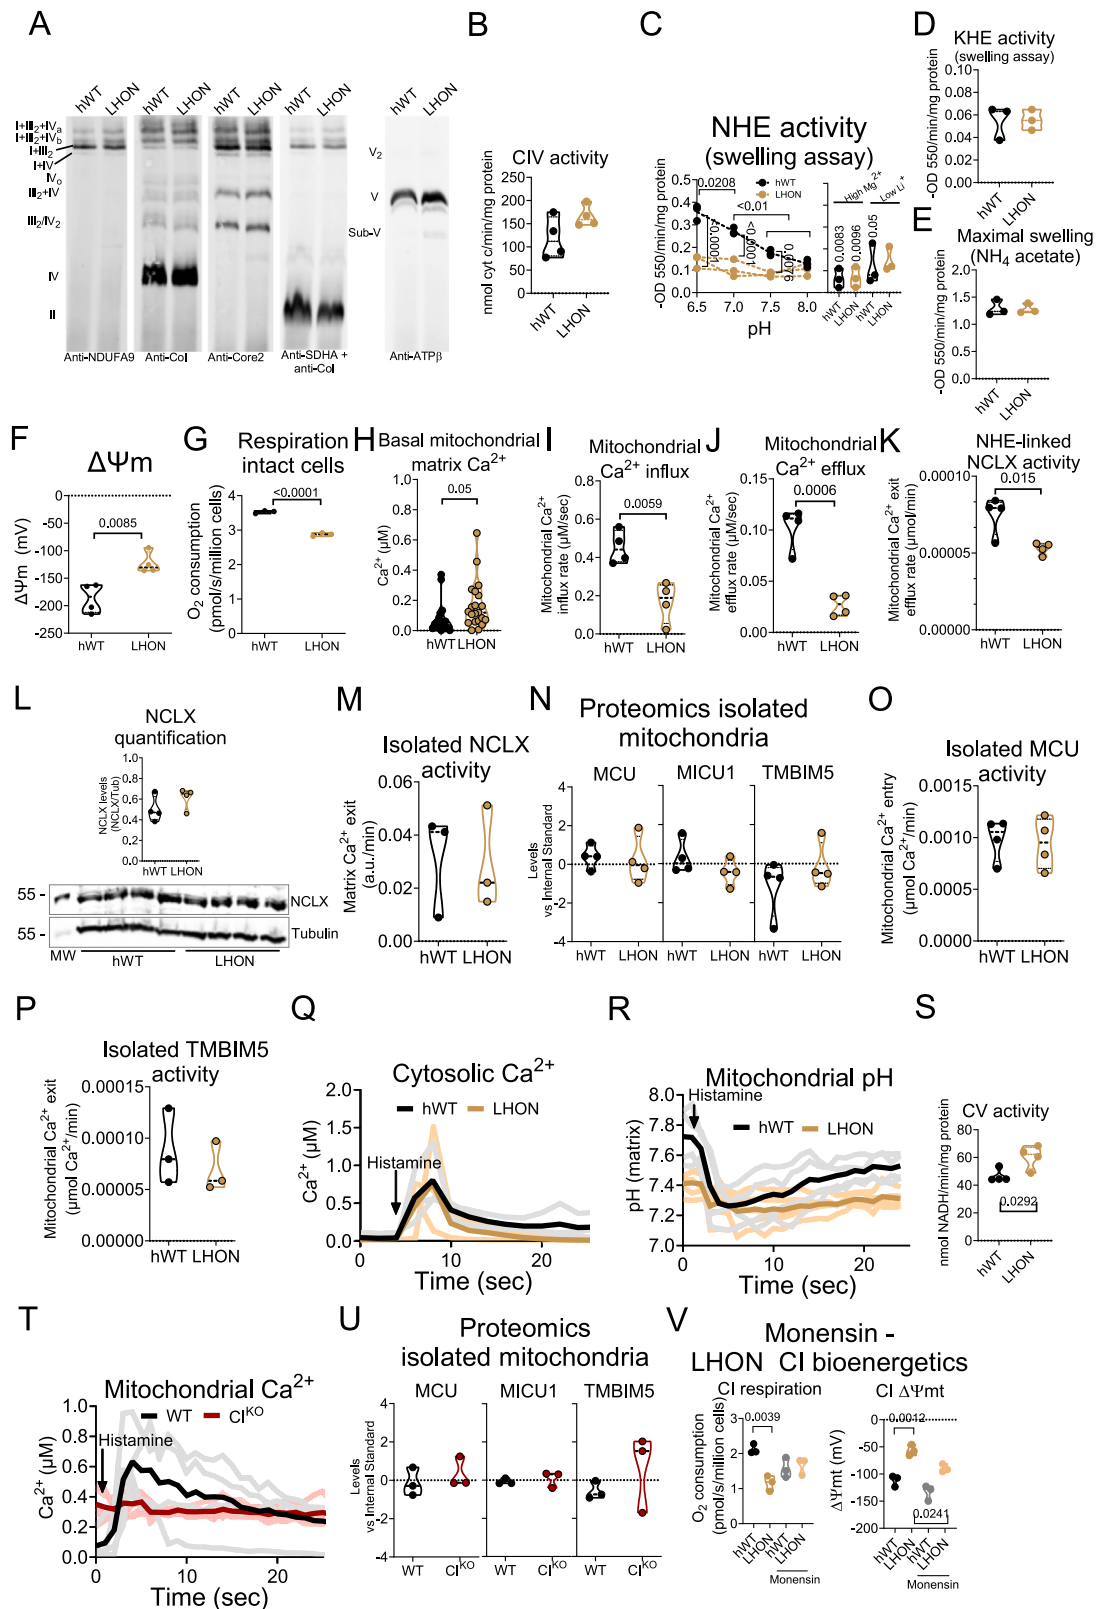 A
hWT
LHON
hWT
LHON
hWT
LHON
hWT
LHON
hWT
LHON
I+III2+IVa
I+III2+IVb
I+III2
I+IV
IVo
III2+IV
III2/IV2
IV
II
V2
V
Sub-V
Anti-NDUFA9
Anti-CoI
Anti-Core2
Anti-SDHA +
anti-CoI
Anti-ATPβ
B
CIV activity
nmol cyt c/min/mg protein
250
200
150
100
50
0
hWT
LHON
C
NHE activity
(swelling assay)
-OD 550/min/mg protein
0.5
0.4
0.3
0.2
0.1
0.0
0.0208
<0.01
<0.0001
<0.0001
0.0076
hWT
LHON
6.5
7.0
7.5
8.0
pH
High Mg2+
Low Li+
0.0083
0.0096
0.05
hWT
LHON
hWT
LHON
D
KHE activity
(swelling assay)
-OD 550/min/mg protein
0.10
0.08
0.06
0.04
0.02
0.00
hWT
LHON
E
Maximal swelling
(NH4 acetate)
-OD 550/min/mg protein
2.0
1.5
1.0
0.5
0.0
hWT
LHON
F
ΔΨm
ΔΨm (mV)
0
-50
-100
-150
-200
-250
0.0085
hWT
LHON
G
Respiration
intact cells
O2 consumption
(pmol/s/million cells)
4
3
2
1
0
<0.0001
hWT
LHON
H
Basal mitochondrial
matrix Ca2+
Ca2+ (μM)
1.0
0.8
0.6
0.4
0.2
0.0
0.05
hWT
LHON
I
Mitochondrial
Ca2+ influx
Mitochondrial Ca2+
influx rate (μM/sec)
0.8
0.6
0.4
0.2
0.0
0.0059
hWT
LHON
J
Mitochondrial
Ca2+ efflux
Mitochondrial Ca2+
efflux rate (μM/sec)
0.15
0.10
0.05
0.00
0.0006
hWT
LHON
K
NHE-linked
NCLX activity
Mitochondrial Ca2+ exit
efflux rate (μmol/min)
0.00010
0.00005
0.00000
0.015
hWT
LHON
L
NCLX
quantification
NCLX levels
(NCLX/Tub)
1.0
0.8
0.6
0.4
0.2
0.0
hWT
LHON
55 -
NCLX
55 -
Tubulin
MW
hWT
LHON
M
Isolated NCLX
activity
Matrix Ca2+ exit
(a.u./min)
0.06
0.04
0.02
0.00
hWT
LHON
N
Proteomics isolated
mitochondria
Levels
vs Internal Standard
4
2
0
-2
-4
MCU
MICU1
TMBIM5
hWT
LHON
hWT
LHON
hWT
LHON
O
Isolated MCU
activity
Mitochondrial Ca2+ entry
(μmol Ca2+/min)
0.0015
0.0010
0.0005
0.0000
hWT
LHON
P
Isolated TMBIM5
activity
Mitochondrial Ca2+ exit
(μmol Ca2+/min)
0.00015
0.00010
0.00005
0.00000
hWT
LHON
Q
Cytosolic Ca2+
hWT
LHON
Histamine
Ca2+ (μM)
2.0
1.5
1.0
0.5
0.0
0
10
20
Time (sec)
R
Mitochondrial pH
Histamine
hWT
LHON
pH (matrix)
7.8
7.6
7.4
7.2
7.0
0
10
20
Time (sec)
S
CV activity
nmol NADH/min/mg protein
100
80
60
40
20
0
0.0292
hWT
LHON
T
Mitochondrial Ca2+
WT
CIKO
Histamine
Ca2+ (μM)
1.0
0.8
0.6
0.4
0.2
0.0
0
10
20
Time (sec)
U
Proteomics
isolated mitochondria
Levels
vs Internal Standard
4
2
0
-2
-4
MCU
MICU1
TMBIM5
WT
CIKO
WT
CIKO
WT
CIKO
V
Monensin -
LHON CI bioenergetics
CI respiration
O2 consumption
(pmol/s/million cells)
3
2
1
0
0.0039
hWT
LHON
hWT
LHON
Monensin
CI ΔΨmt
ΔΨmt (mV)
0
-50
-100
-150
-200
0.0012
0.0241
hWT
LHON
hWT
LHON
Monensin